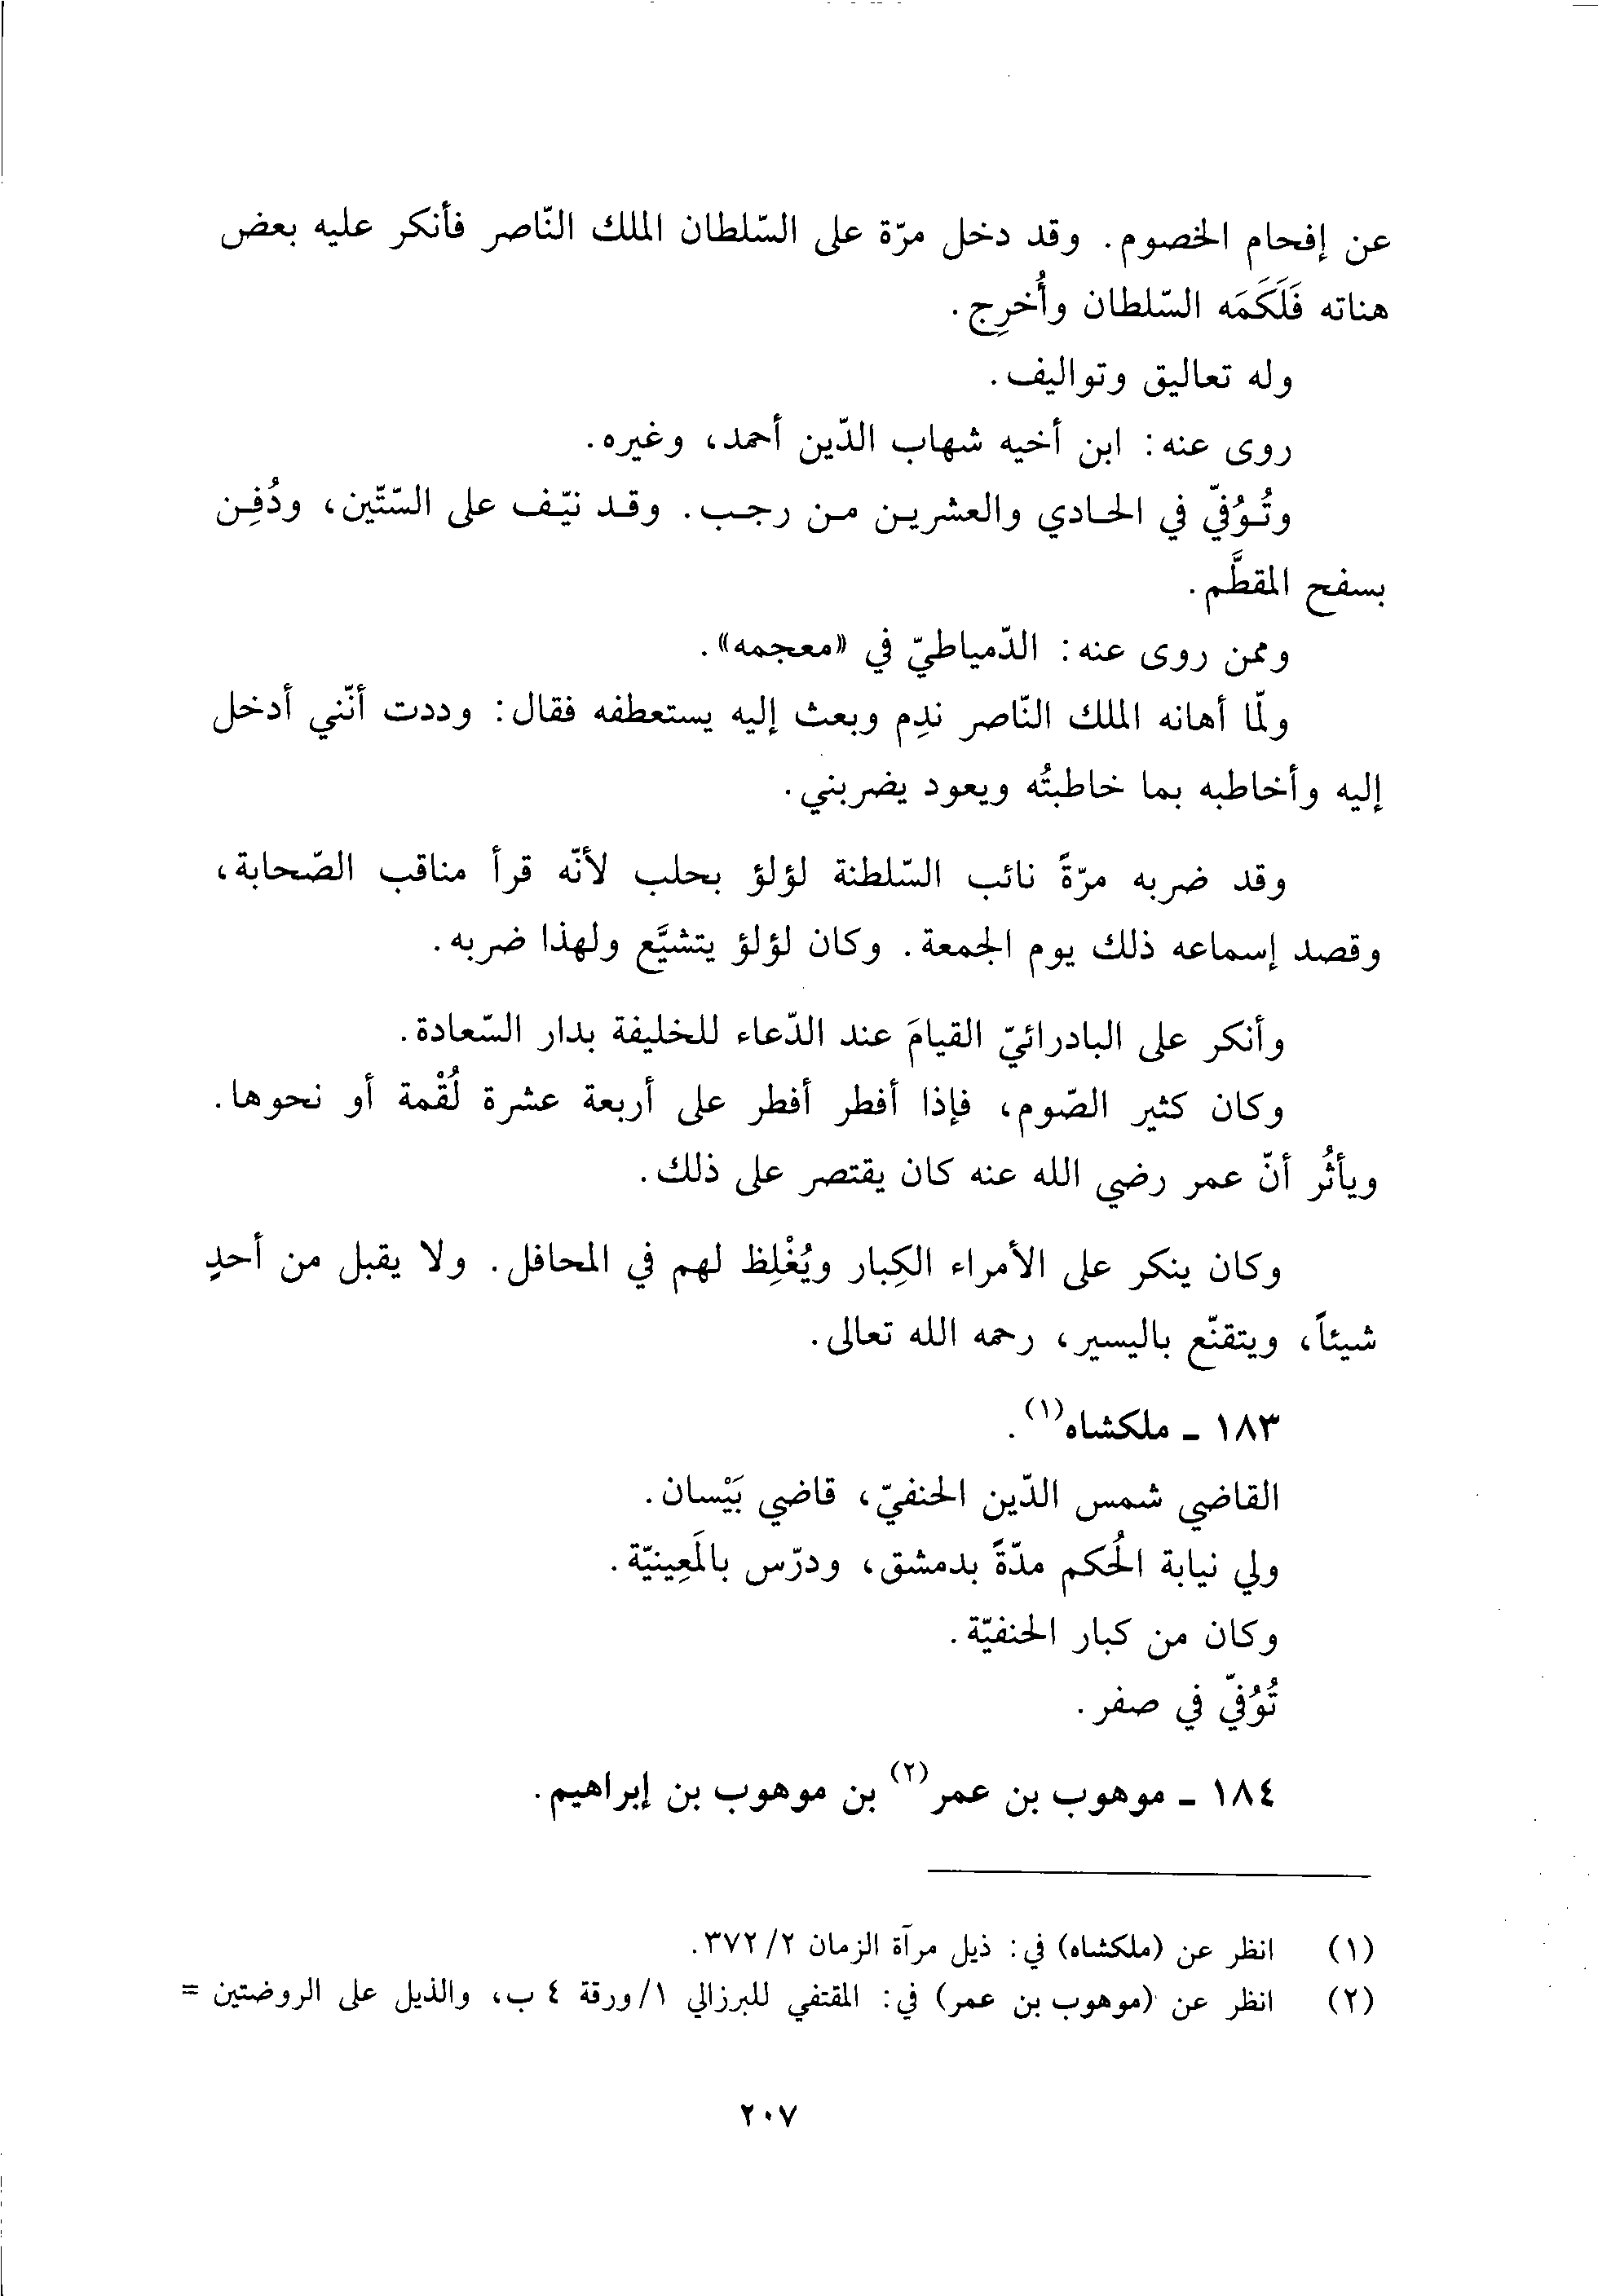 عن إفحام الخصوم. وقد دخل مرّة على السّلطان الملك النّاصر فأنكر عليه بعض
هناته فَلَكَمَه السّلطان وأُخرِج.
وله تعاليق وتواليف.
روى عنه: ابن أخيه شهاب الدّين أحمد، وغيره.
وتُوُفّي في الحادي والعشرين من رجب. وقد نيّف على السّتّين، ودُفِن
بسفح المقطَّم.
وممن روى عنه: الدّمياطيّ في «معجمه».
ولمّا أهانه الملك النّاصر ندِم وبعث إليه يستعطفه فقال: وددت أنّني أدخل
إليه وأخاطبه بما خاطبتُه ويعود يضربني.
وقد ضربه مرّةً نائب السّلطنة لؤلؤ بحلب لأنّه قرأ مناقب الصّحابة،
وقصد إسماعه ذلك يوم الجمعة. وكان لؤلؤ يتشيَّع ولهذا ضربه.
وأنكر على البادرائيّ القيامَ عند الدّعاء للخليفة بدار السّعادة.
وكان كثير الصّوم، فإذا أفطر أفطر على أربعة عشرة لُقْمة أو نحوها.
ويأثُر أنّ عمر رضي الله عنه كان يقتصر على ذلك.
وكان ينكر على الأمراء الكِبار ويُغْلِظ لهم في المحافل. ولا يقبل من أحدٍ
شيئاً، ويتقنّع باليسير، رحمه الله تعالى.
١٨٣ ـ ملكشاه(١).
القاضي شمس الدّين الحنفيّ، قاضي بَيْسان.
ولي نيابة الحُكم مدّةً بدمشق، ودرّس بالمَعِينيّة.
وكان من كبار الحنفيّة.
تُوُفّي في صفر.
١٨٤ ـ موهوب بن عمر(٢) بن موهوب بن إبراهيم.
(١) انظر عن (ملكشاه) في: ذيل مرآة الزمان ٢/ ٣٧٢.
(٢) انظر عن (موهوب بن عمر) في: المقتفي للبرزالي ١/ورقة ٤ ب، والذيل على الروضتين =
٢٠٧